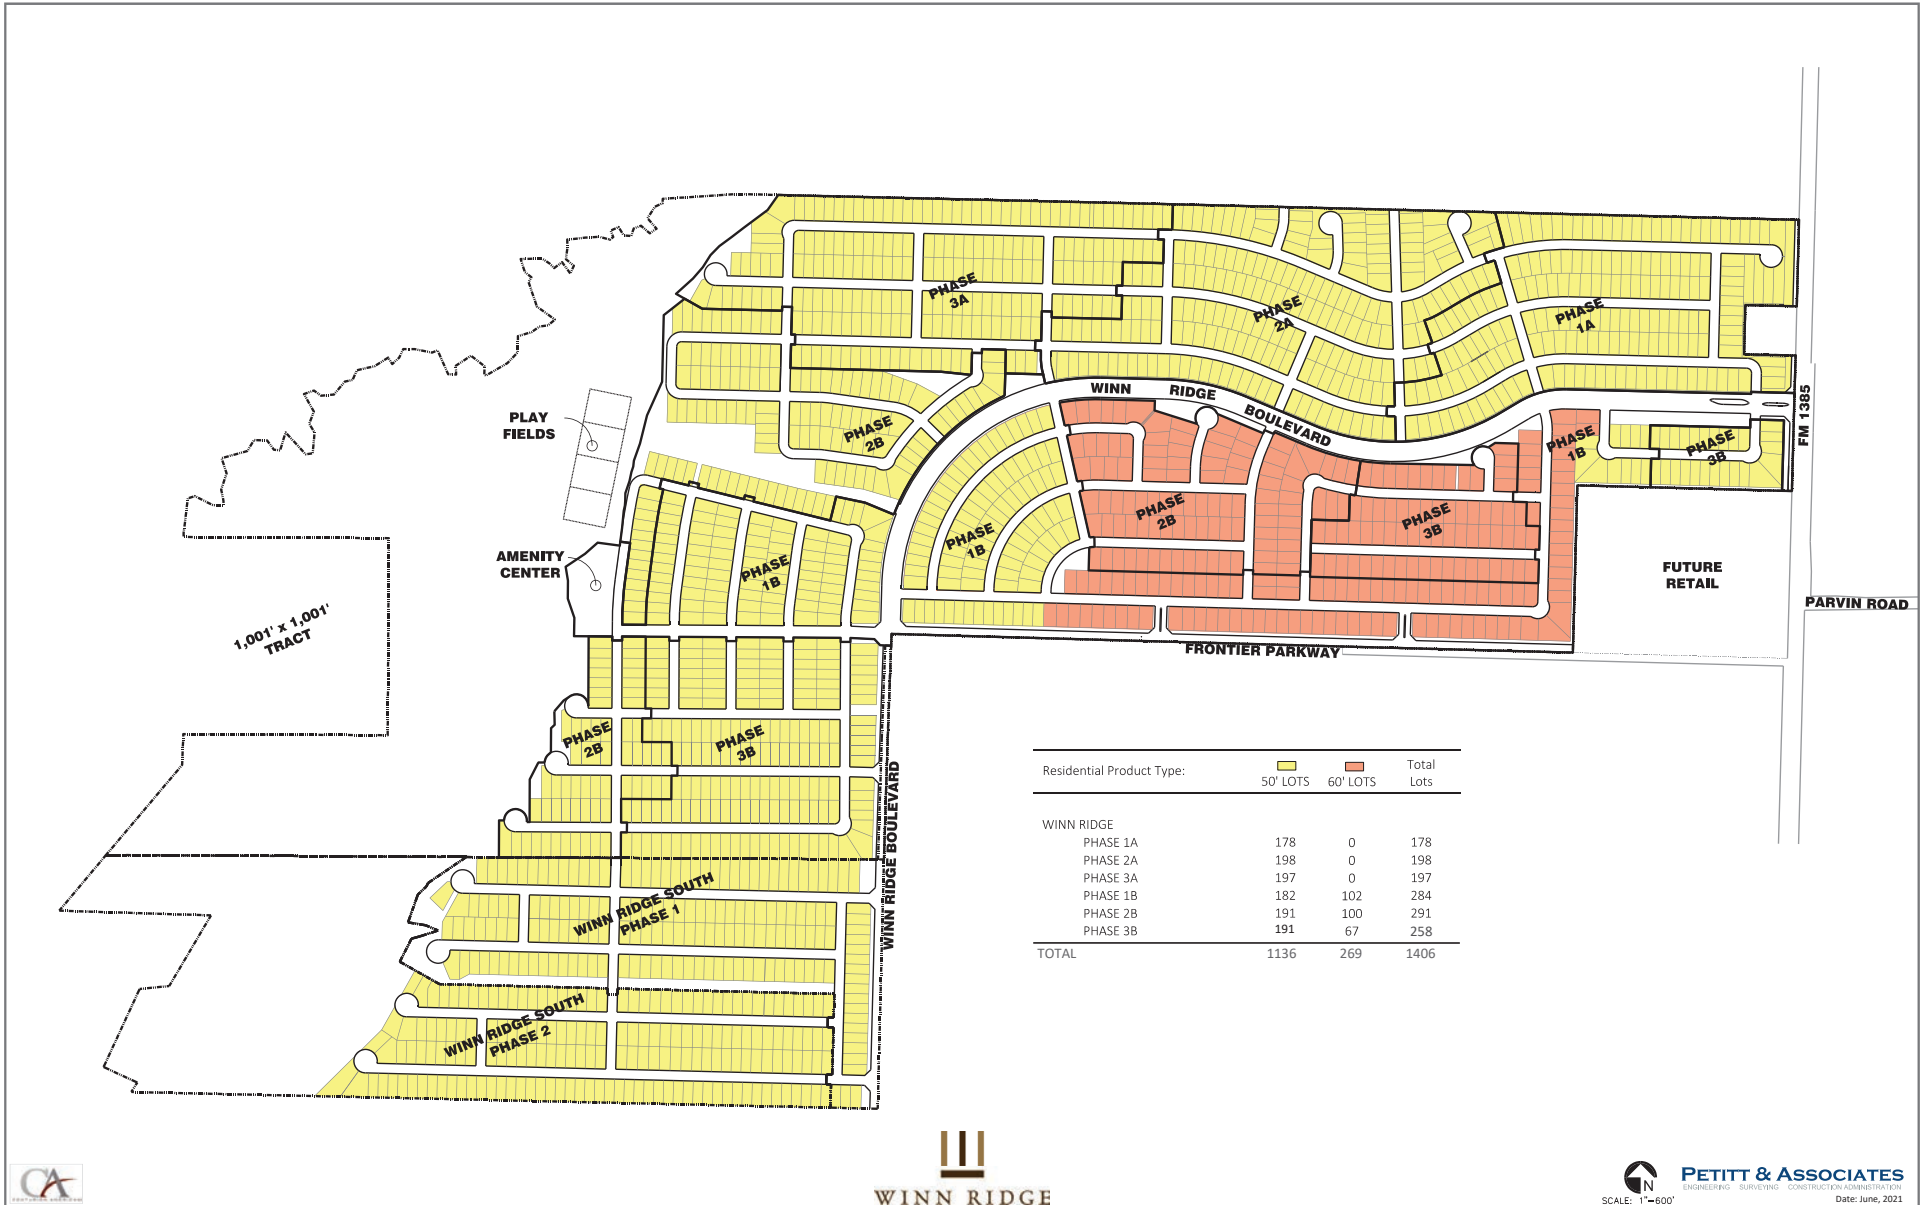 PHASE
3A
PHASE
2A
PHASE
1A
PLAY
FIELDS
WINN RIDGE BOULEVARD
FM 1385
PHASE
2B
PHASE
1B
PHASE
3B
PHASE
2B
PHASE
3B
PHASE
1B
AMENITY
CENTER
PHASE
1B
FUTURE
RETAIL
PARVIN ROAD
1,001' x 1,001'
TRACT
FRONTIER PARKWAY
PHASE
2B
PHASE
3B
WINN RIDGE BOULEVARD
Residential Product Type: 50' LOTS 60' LOTS Total Lots
WINN RIDGE
PHASE 1A 178 0 178
PHASE 2A 198 0 198
PHASE 3A 197 0 197
PHASE 1B 182 102 284
PHASE 2B 191 100 291
PHASE 3B 191 67 258
TOTAL 1136 269 1406
WINN RIDGE SOUTH
PHASE 1
WINN RIDGE SOUTH
PHASE 2
CA
WINN RIDGE
N
SCALE: 1"=600'
PETITT & ASSOCIATES
ENGINEERING SURVEYING CONSTRUCTION ADMINISTRATION
Date: June, 2021